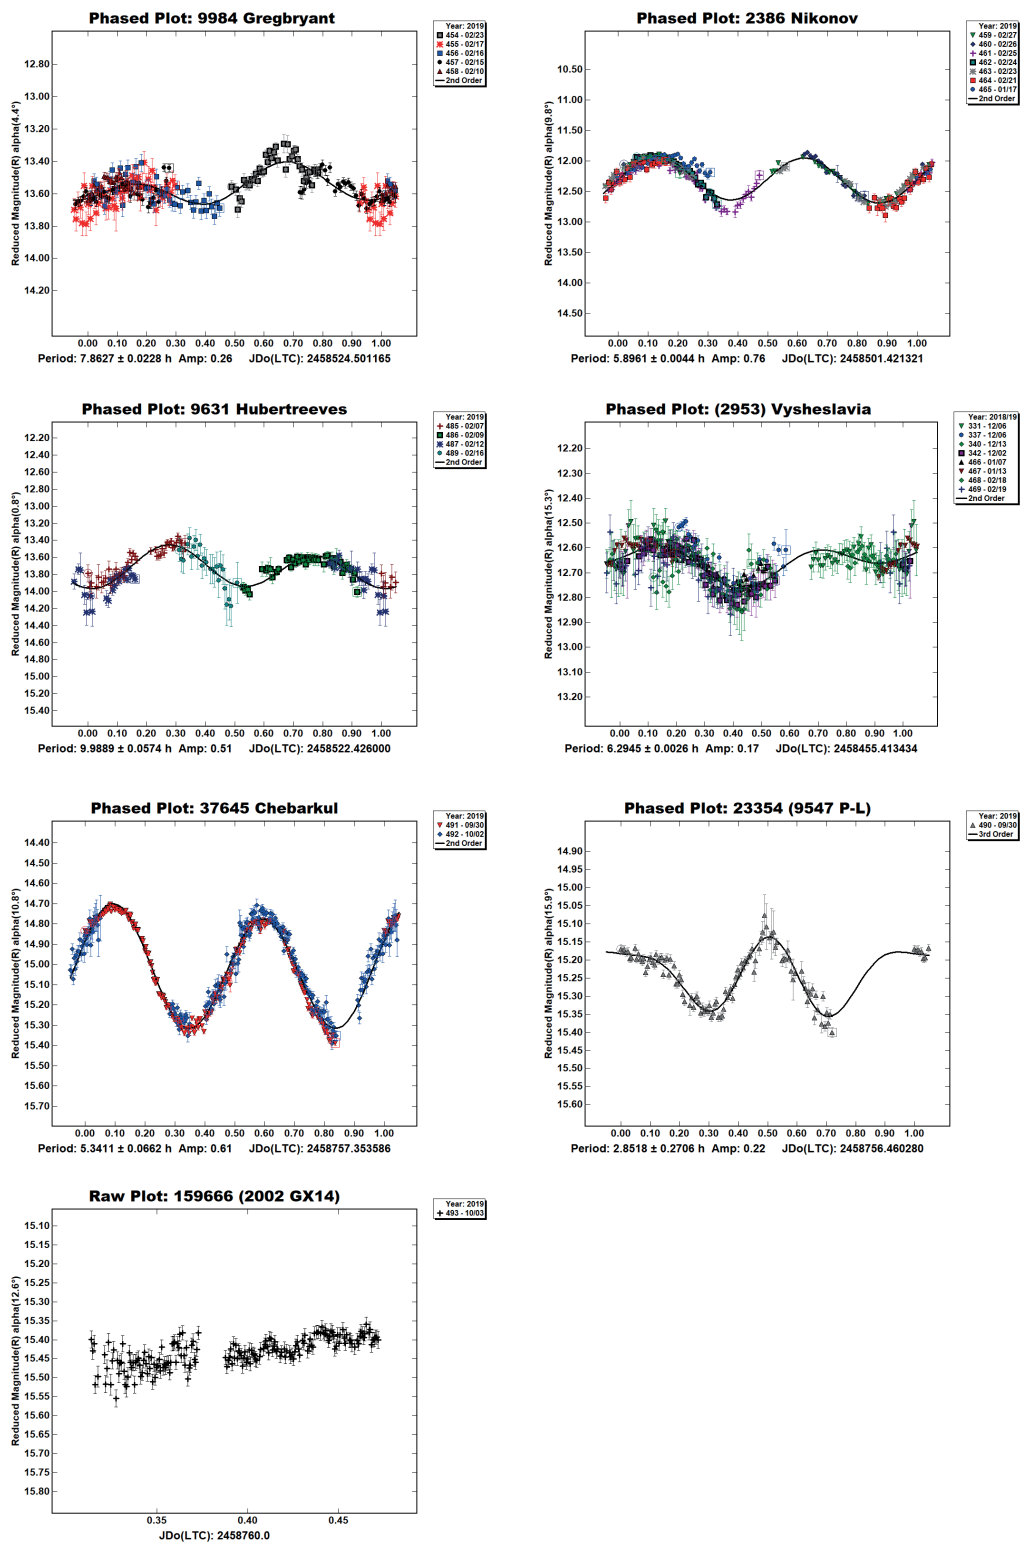 Phased Plot: 9984 Gregbryant
Year: 2019
454 - 02/23
455 - 02/17
456 - 02/16
457 - 02/15
458 - 02/10
2nd Order
Reduced Magnitude(R) alpha(4.4°)
12.80
13.00
13.20
13.40
13.60
13.80
14.00
14.20
0.00 0.10 0.20 0.30 0.40 0.50 0.60 0.70 0.80 0.90 1.00
Period: 7.8627 ± 0.0228 h Amp: 0.26 JDo(LTC): 2458524.501165
Phased Plot: 2386 Nikonov
Year: 2019
459 - 02/27
460 - 02/26
461 - 02/25
462 - 02/24
463 - 02/23
464 - 02/21
465 - 01/17
2nd Order
Reduced Magnitude(R) alpha(9.8°)
10.50
11.00
11.50
12.00
12.50
13.00
13.50
14.00
14.50
0.00 0.10 0.20 0.30 0.40 0.50 0.60 0.70 0.80 0.90 1.00
Period: 5.8961 ± 0.0044 h Amp: 0.76 JDo(LTC): 2458501.421321
Phased Plot: 9631 Hubertreeves
Year: 2019
485 - 02/07
486 - 02/09
487 - 02/12
489 - 02/16
2nd Order
Reduced Magnitude(R) alpha(0.8°)
12.20
12.40
12.60
12.80
13.00
13.20
13.40
13.60
13.80
14.00
14.20
14.40
14.60
14.80
15.00
15.20
15.40
0.00 0.10 0.20 0.30 0.40 0.50 0.60 0.70 0.80 0.90 1.00
Period: 9.9889 ± 0.0574 h Amp: 0.51 JDo(LTC): 2458522.426000
Phased Plot: (2953) Vysheslavia
Year: 2018/19
331 - 12/06
337 - 12/06
340 - 12/13
342 - 12/02
466 - 01/07
467 - 01/13
468 - 02/18
469 - 02/19
2nd Order
Reduced Magnitude(R) alpha(15.3°)
12.20
12.30
12.40
12.50
12.60
12.70
12.80
12.90
13.00
13.10
13.20
0.00 0.10 0.20 0.30 0.40 0.50 0.60 0.70 0.80 0.90 1.00
Period: 6.2945 ± 0.0026 h Amp: 0.17 JDo(LTC): 2458455.413434
Phased Plot: 37645 Chebarkul
Year: 2019
491 - 09/30
492 - 10/02
2nd Order
Reduced Magnitude(R) alpha(10.8°)
14.40
14.50
14.60
14.70
14.80
14.90
15.00
15.10
15.20
15.30
15.40
15.50
15.60
15.70
0.00 0.10 0.20 0.30 0.40 0.50 0.60 0.70 0.80 0.90 1.00
Period: 5.3411 ± 0.0662 h Amp: 0.61 JDo(LTC): 2458757.353586
Phased Plot: 23354 (9547 P-L)
Year: 2019
490 - 09/30
3rd Order
Reduced Magnitude(R) alpha(15.9°)
14.90
14.95
15.00
15.05
15.10
15.15
15.20
15.25
15.30
15.35
15.40
15.45
15.50
15.55
15.60
0.00 0.10 0.20 0.30 0.40 0.50 0.60 0.70 0.80 0.90 1.00
Period: 2.8518 ± 0.2706 h Amp: 0.22 JDo(LTC): 2458756.460280
Raw Plot: 159666 (2002 GX14)
Year: 2019
493 - 10/03
Reduced Magnitude(R) alpha(12.6°)
15.10
15.15
15.20
15.25
15.30
15.35
15.40
15.45
15.50
15.55
15.60
15.65
15.70
15.75
15.80
0.35 0.40 0.45
JDo(LTC): 2458760.0